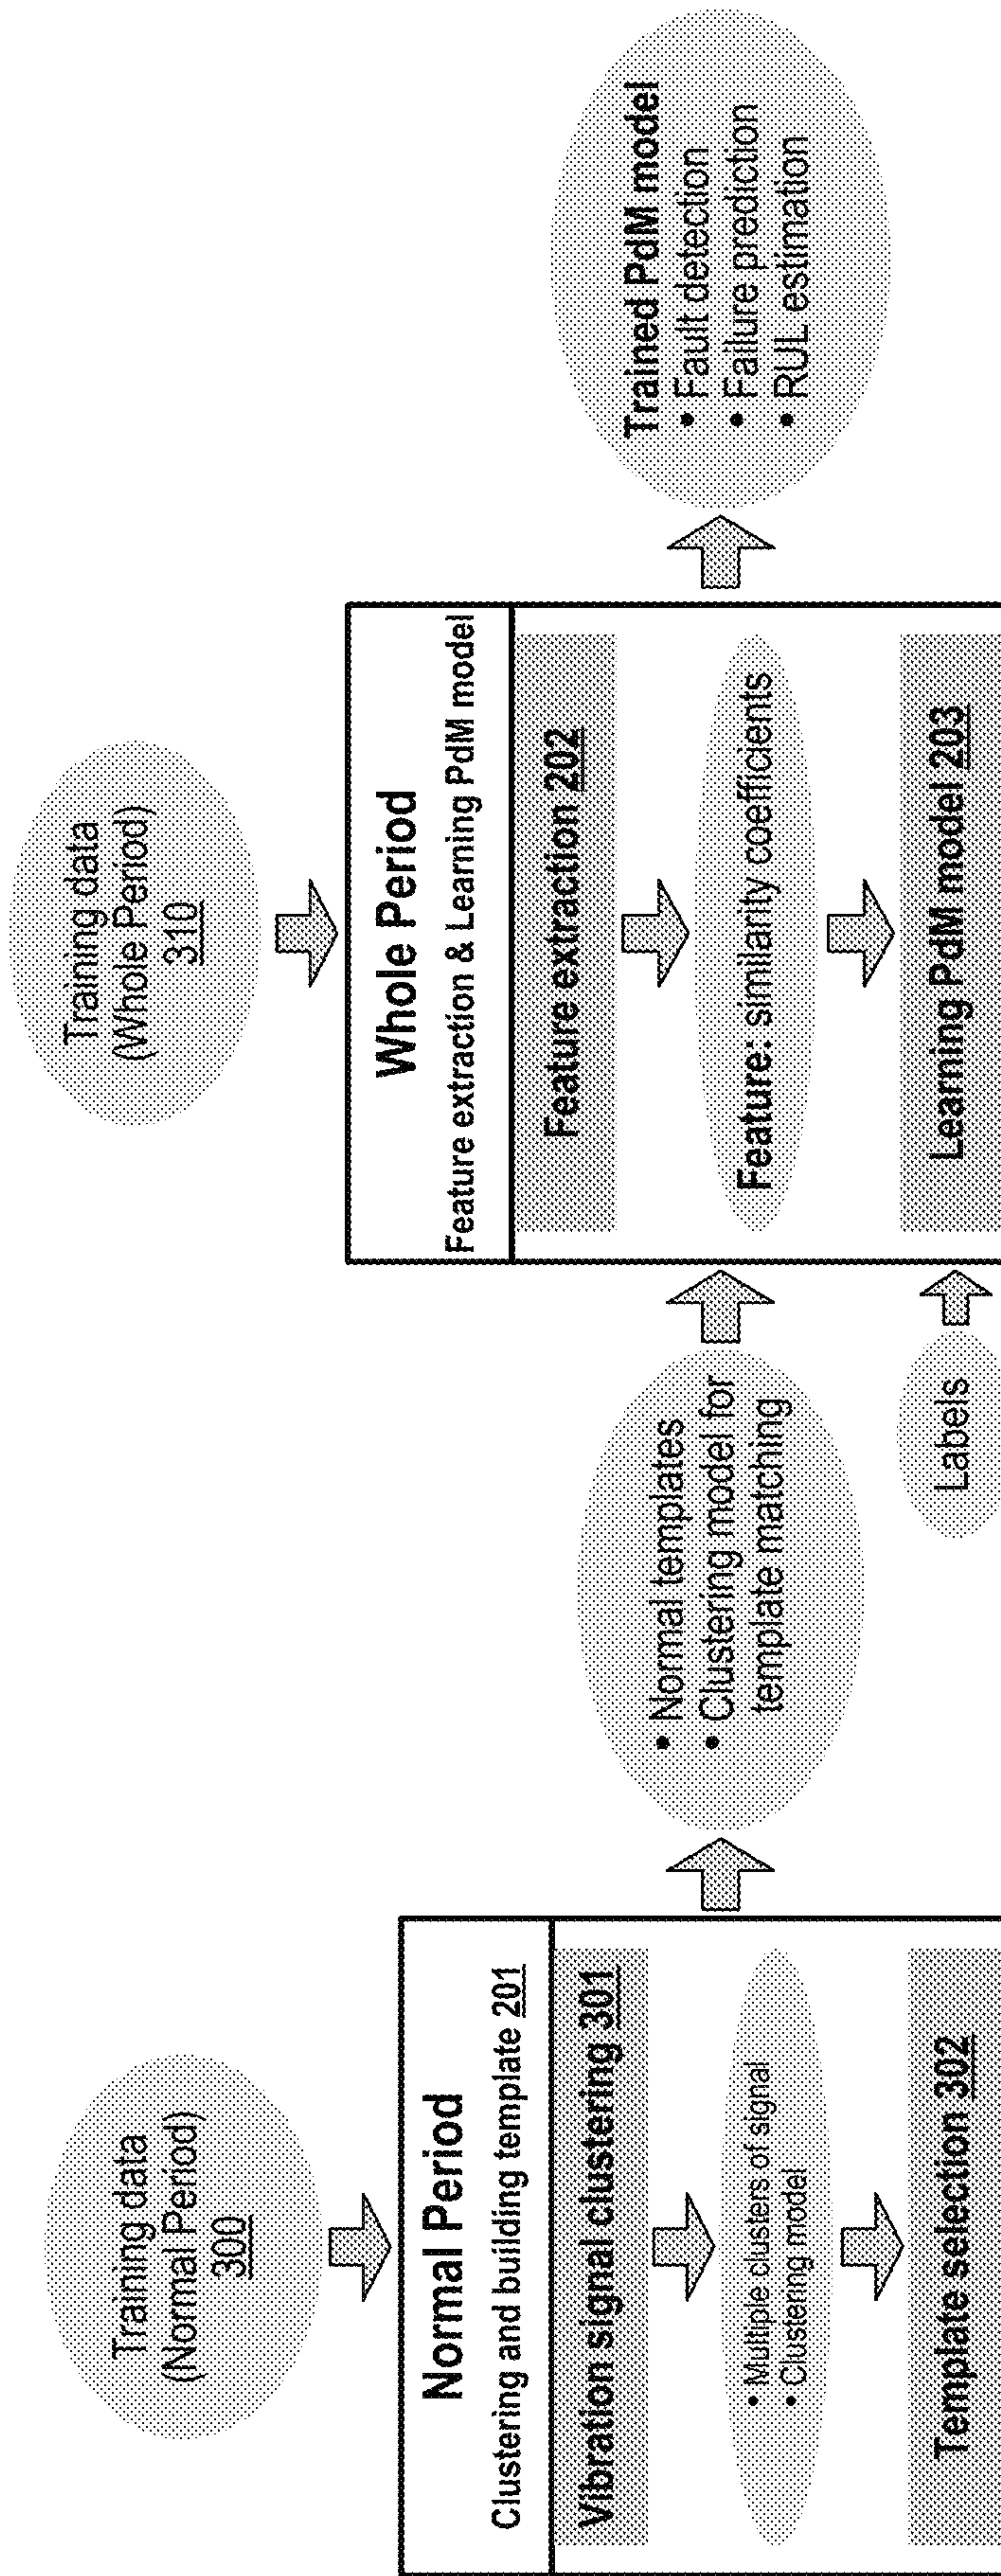 Training data
(Normal Period)
300
Normal Period
Clustering and building template 201
Vibration signal clustering 301
• Multiple clusters of signal
• Clustering model
Template selection 302
• Normal templates
• Clustering model for
template matching
Labels
Training data
(Whole Period)
310
Whole Period
Feature extraction & Learning PdM model
Feature extraction 202
Feature: similarity coefficients
Learning PdM model 203
Trained PdM model
• Fault detection
• Failure prediction
• RUL estimation